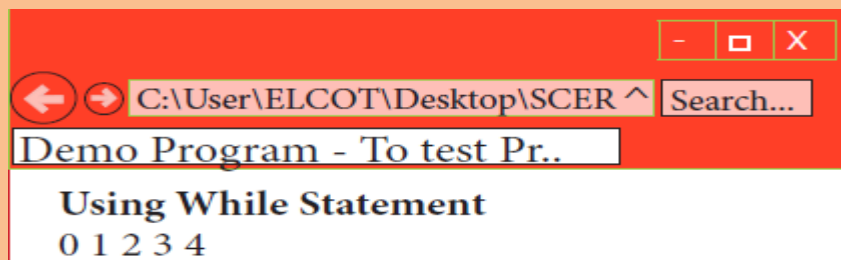 - X
C:\User\ELCOT\Desktop\SCER ^ Search...
Demo Program - To test Pr..
Using While Statement
0 1 2 3 4